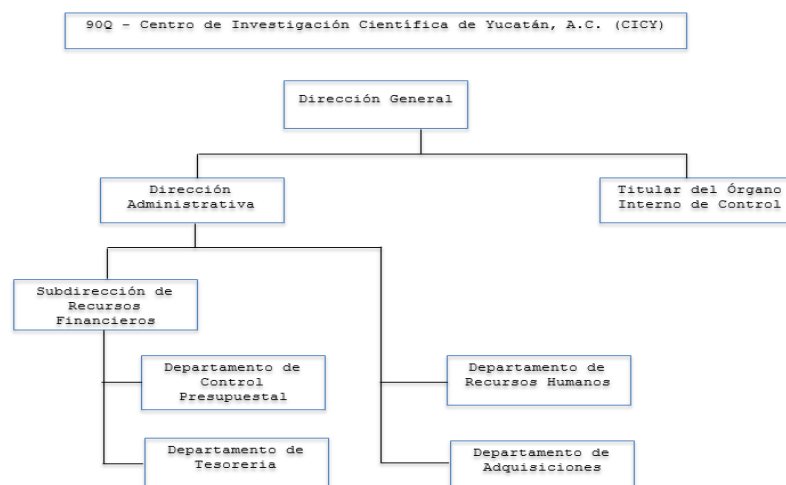 90Q – Centro de Investigación Científica de Yucatán, A.C. (CICY)
Dirección General
Dirección
Administrativa
Titular del Órgano
Interno de Control
Subdirección de
Recursos
Financieros
Departamento de
Control
Presupuestal
Departamento de
Recursos Humanos
Departamento de
Tesoreria
Departamento de
Adquisiciones